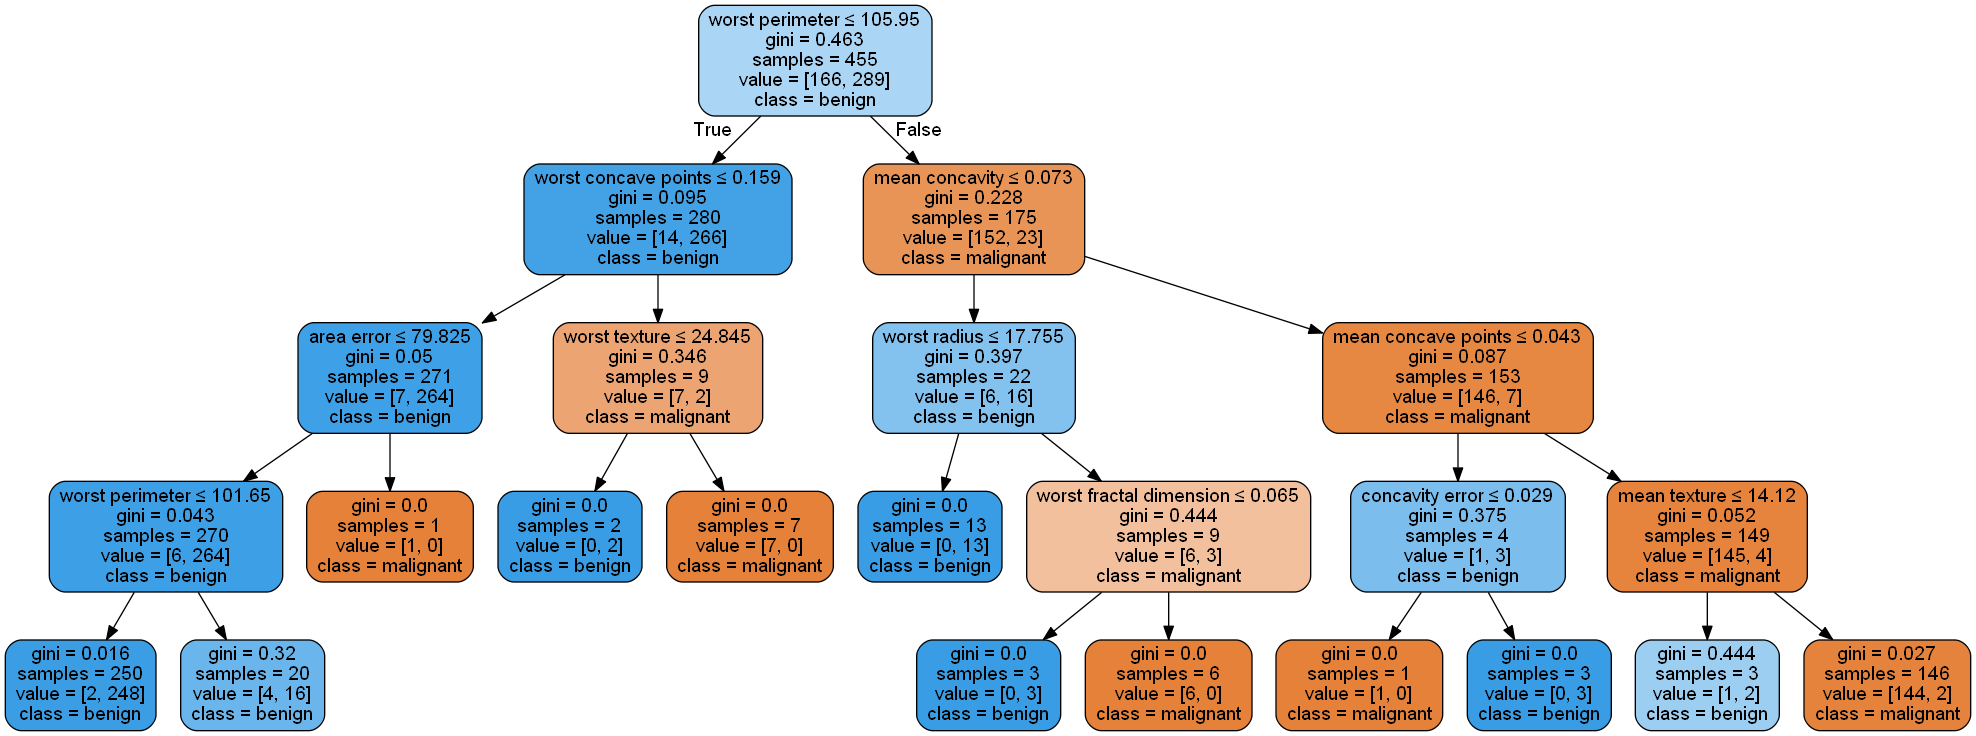 worst perimeter ≤ 105.95
gini = 0.463
samples = 455
value = [166, 289]
class = benign
True
False
worst concave points ≤ 0.159
gini = 0.095
samples = 280
value = [14, 266]
class = benign
mean concavity ≤ 0.073
gini = 0.228
samples = 175
value = [152, 23]
class = malignant
area error ≤ 79.825
gini = 0.05
samples = 271
value = [7, 264]
class = benign
worst texture ≤ 24.845
gini = 0.346
samples = 9
value = [7, 2]
class = malignant
worst radius ≤ 17.755
gini = 0.397
samples = 22
value = [6, 16]
class = benign
mean concave points ≤ 0.043
gini = 0.087
samples = 153
value = [146, 7]
class = malignant
worst perimeter ≤ 101.65
gini = 0.043
samples = 270
value = [6, 264]
class = benign
gini = 0.0
samples = 1
value = [1, 0]
class = malignant
gini = 0.0
samples = 2
value = [0, 2]
class = benign
gini = 0.0
samples = 7
value = [7, 0]
class = malignant
gini = 0.0
samples = 13
value = [0, 13]
class = benign
worst fractal dimension ≤ 0.065
gini = 0.444
samples = 9
value = [6, 3]
class = malignant
concavity error ≤ 0.029
gini = 0.375
samples = 4
value = [1, 3]
class = benign
mean texture ≤ 14.12
gini = 0.052
samples = 149
value = [145, 4]
class = malignant
gini = 0.016
samples = 250
value = [2, 248]
class = benign
gini = 0.32
samples = 20
value = [4, 16]
class = benign
gini = 0.0
samples = 3
value = [0, 3]
class = benign
gini = 0.0
samples = 6
value = [6, 0]
class = malignant
gini = 0.0
samples = 1
value = [1, 0]
class = malignant
gini = 0.0
samples = 3
value = [0, 3]
class = benign
gini = 0.444
samples = 3
value = [1, 2]
class = benign
gini = 0.027
samples = 146
value = [144, 2]
class = malignant